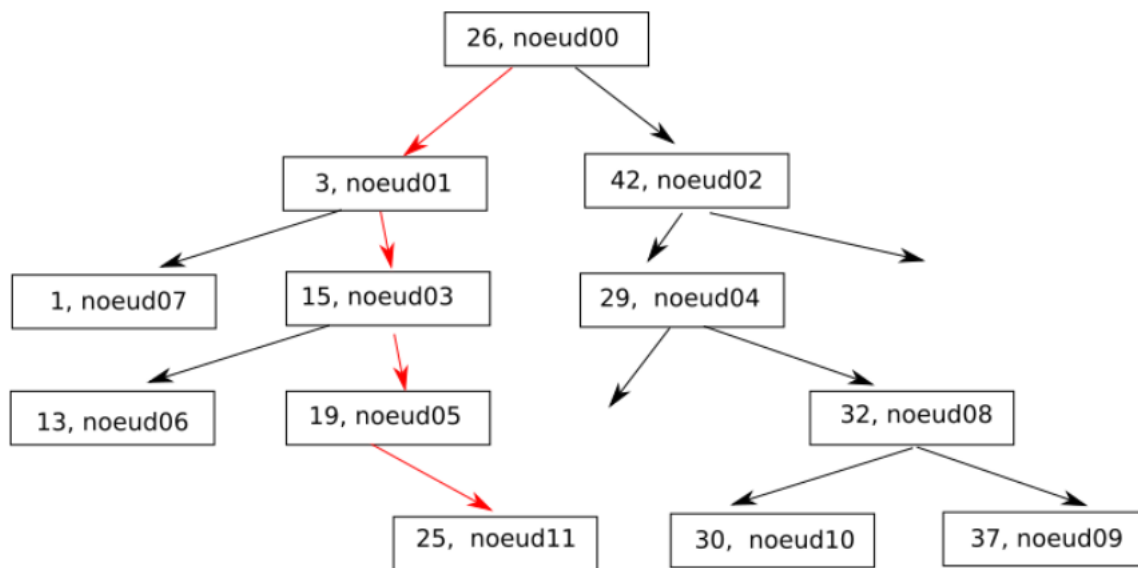 26, noeud00
3, noeud01
42, noeud02
1, noeud07
15, noeud03
29, noeud04
13, noeud06
19, noeud05
32, noeud08
25, noeud11
30, noeud10
37, noeud09